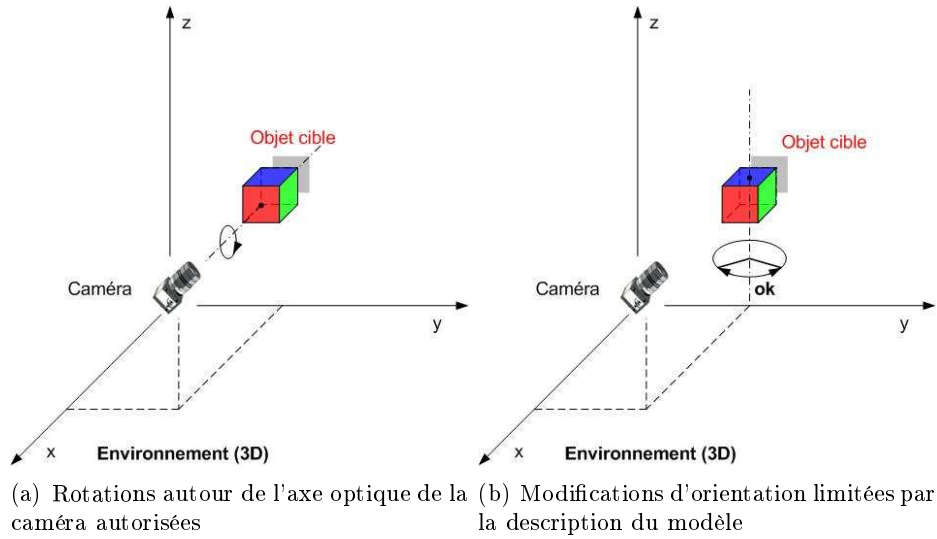 z
Objet cible
Caméra
y
x
Environnement (3D)
(a) Rotations autour de l'axe optique de la
caméra autorisées
z
Objet cible
Caméra
ok
y
x
Environnement (3D)
(b) Modifications d'orientation limitées par
la description du modèle